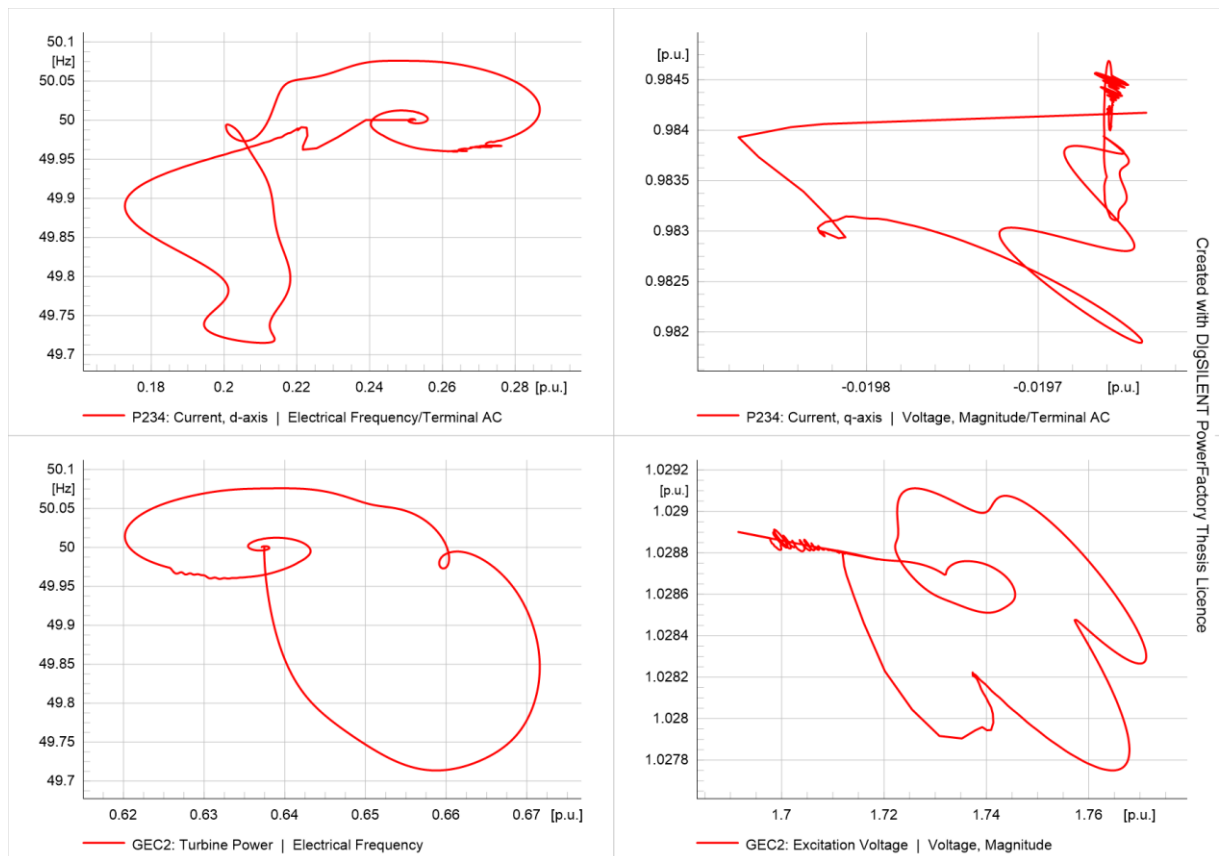 50.1
[Hz]
50.05
50
49.95
49.9
49.85
49.8
49.75
49.7
0.18 0.2 0.22 0.24 0.26 0.28 [p.u.]
P234: Current, d-axis | Electrical Frequency/Terminal AC
[p.u.]
0.9845
0.984
0.9835
0.983
0.9825
0.982
-0.0198 -0.0197 [p.u.]
P234: Current, q-axis | Voltage, Magnitude/Terminal AC
50.1
[Hz]
50.05
50
49.95
49.9
49.85
49.8
49.75
49.7
0.62 0.63 0.64 0.65 0.66 0.67 [p.u.]
GEC2: Turbine Power | Electrical Frequency
1.0292
[p.u.]
1.029
1.0288
1.0286
1.0284
1.0282
1.028
1.0278
1.7 1.72 1.74 1.76 [p.u.]
GEC2: Excitation Voltage | Voltage, Magnitude
Created with DIgSILENT PowerFactory Thesis Licence